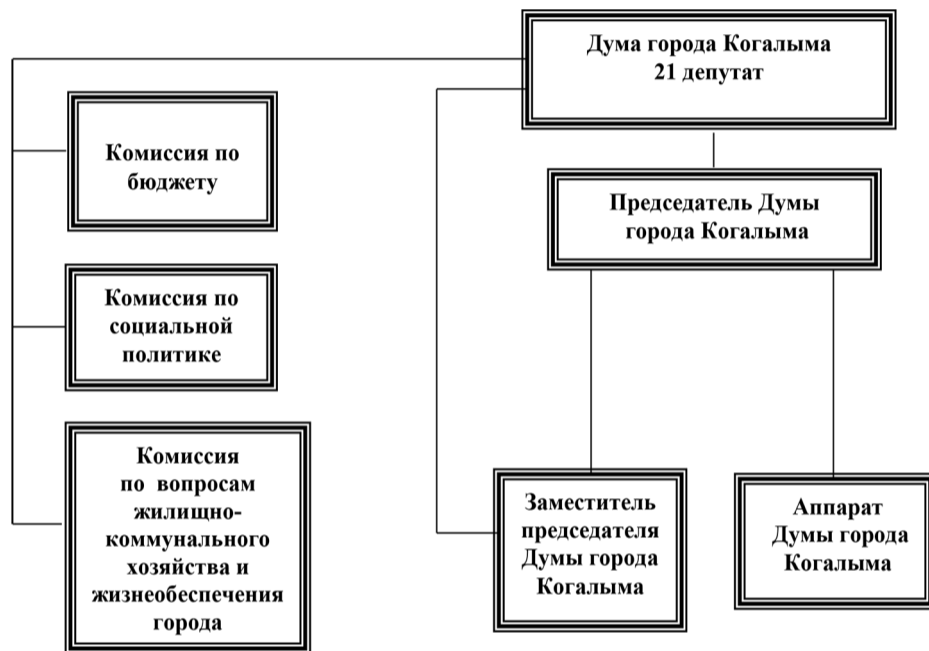 Дума города Когалыма
21 депутат
Комиссия по
бюджету
Председатель Думы
города Когалыма
Комиссия по
социальной
политике
Комиссия
по вопросам
жилищно-
коммунального
хозяйства и
жизнеобеспечения
города
Заместитель
председателя
Думы города
Когалыма
Аппарат
Думы города
Когалыма